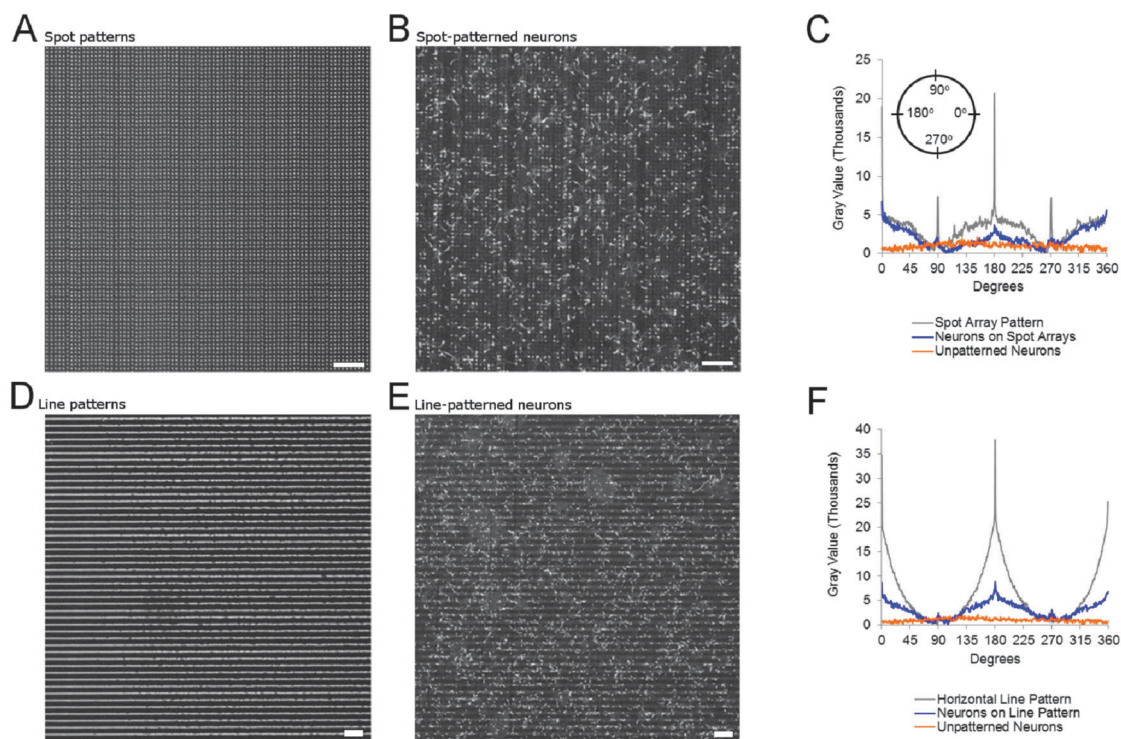 A Spot patterns
B Spot-patterned neurons
C
25
20
15
10
5
0
Gray Value (Thousands)
90°
180° 0°
270°
0 45 90 135 180 225 270 315 360
Degrees
Spot Array Pattern
Neurons on Spot Arrays
Unpatterned Neurons
D Line patterns
E Line-patterned neurons
F
40
35
30
25
20
15
10
5
0
Gray Value (Thousands)
0 45 90 135 180 225 270 315 360
Degrees
Horizontal Line Pattern
Neurons on Line Pattern
Unpatterned Neurons